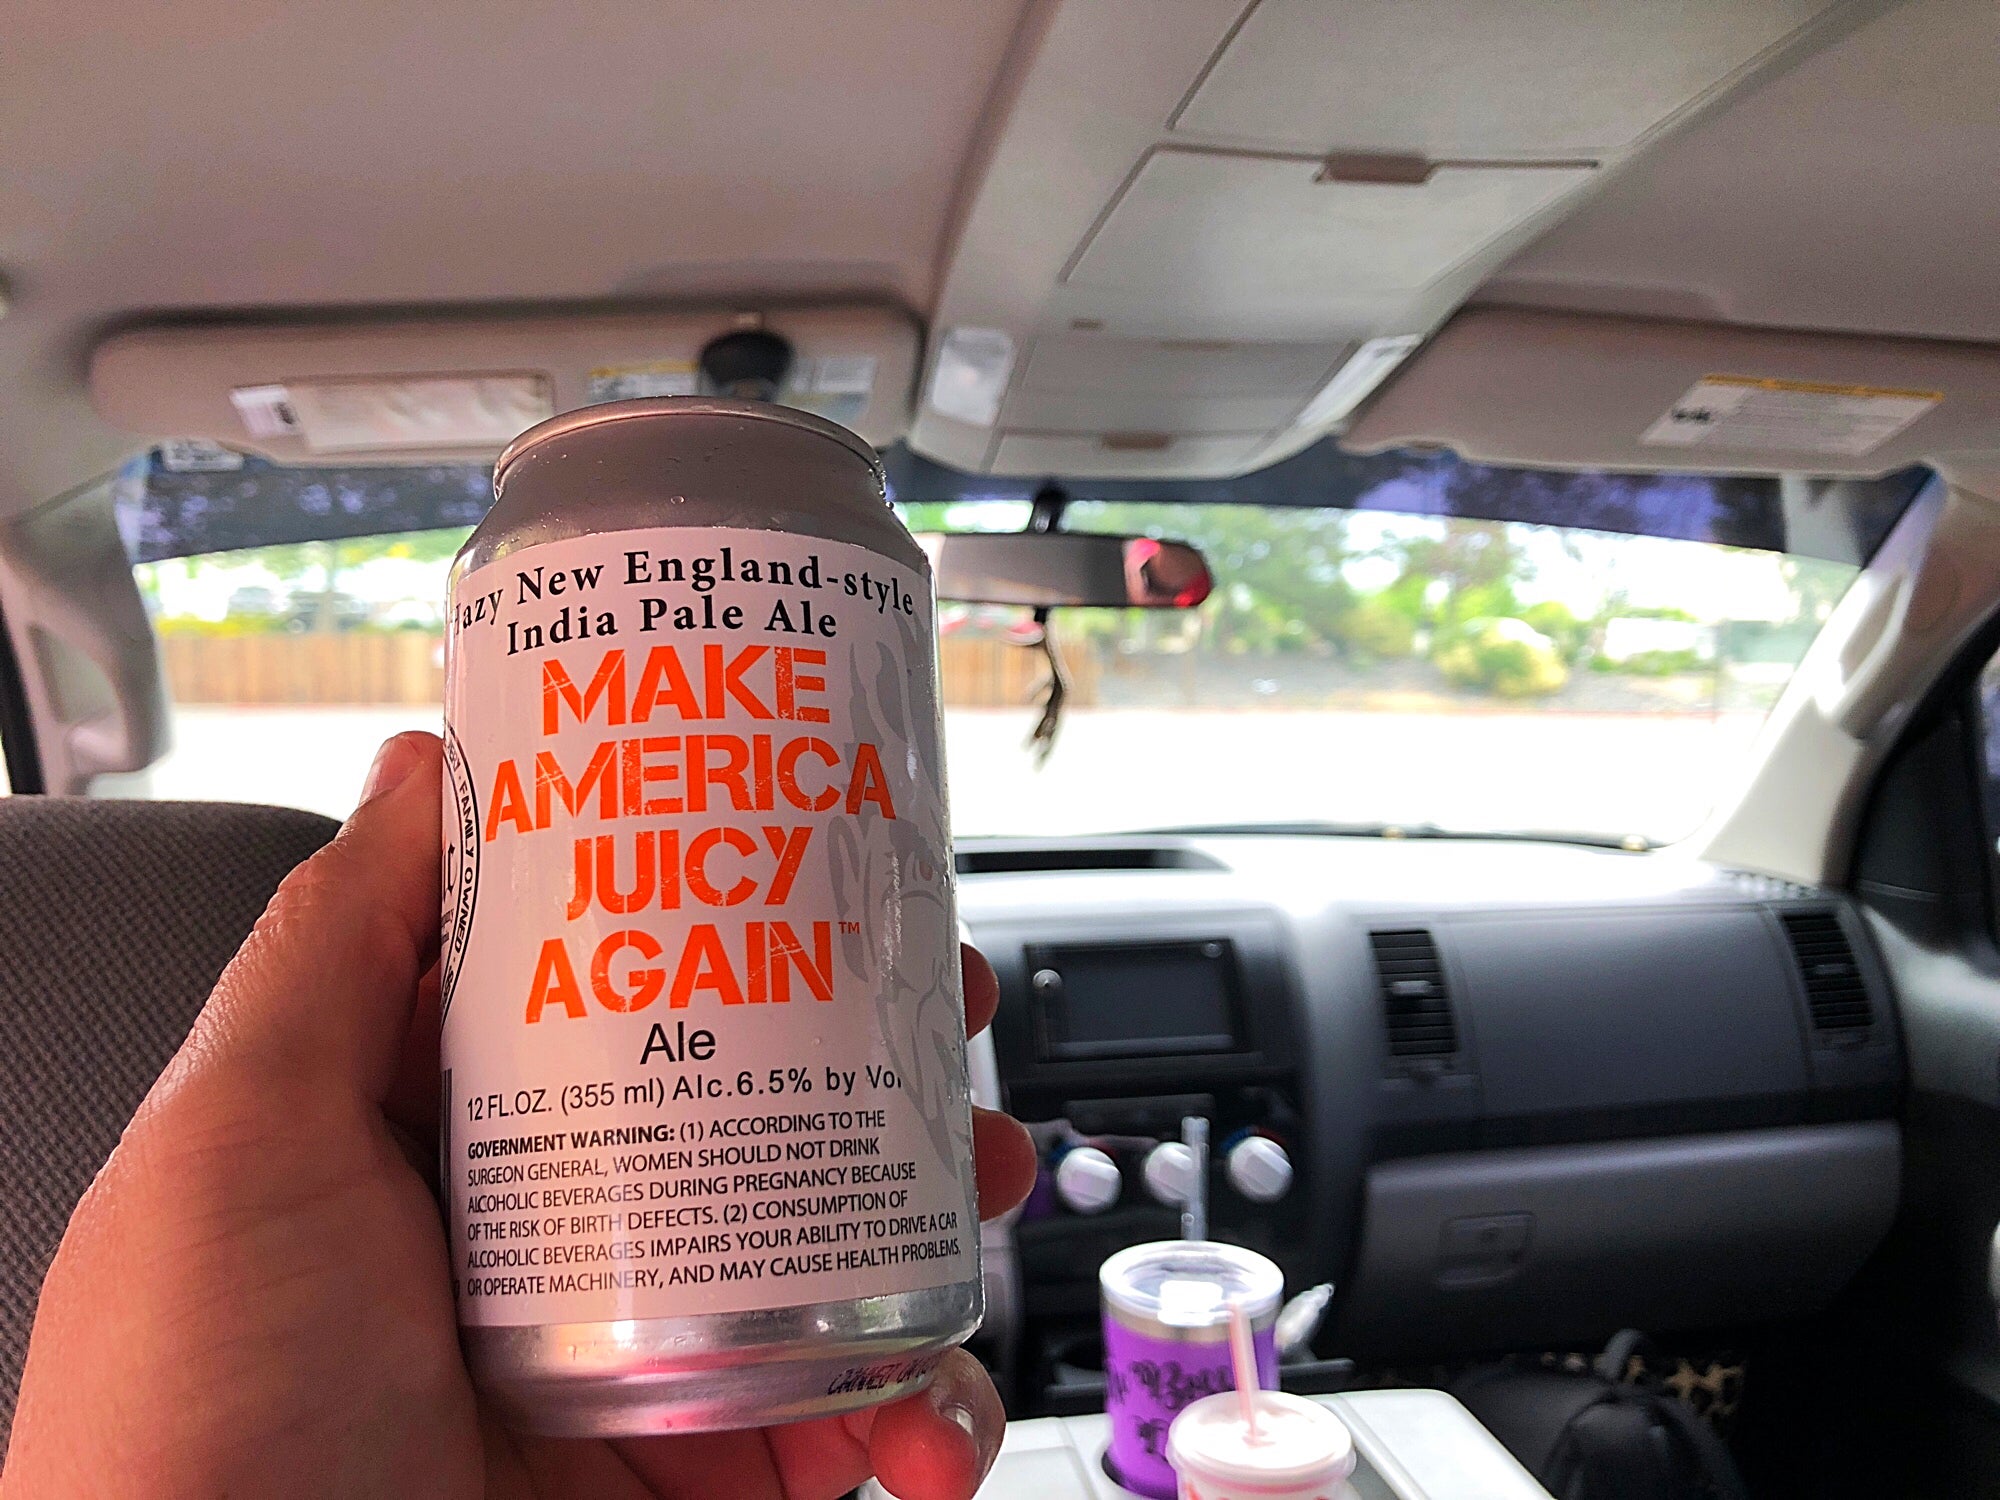 New England-style
India Pale Ale
MAKE
AMERICA
JUICY
AGAIN™
Ale
12 FL.OZ. (355 ml) Alc.6.5% by
GOVERNMENT WARNING: (1) ACCORDING TO THE
SURGEON GENERAL, WOMEN SHOULD NOT DRINK
ALCOHOLIC BEVERAGES DURING PREGNANCY BECAUSE
OF THE RISK OF BIRTH DEFECTS. (2) CONSUMPTION OF
ALCOHOLIC BEVERAGES IMPAIRS YOUR ABILITY TO DRIVE A CAR
OR OPERATE MACHINERY, AND MAY CAUSE HEALTH PROBLEMS.
FAMILY OWNED
CANNED